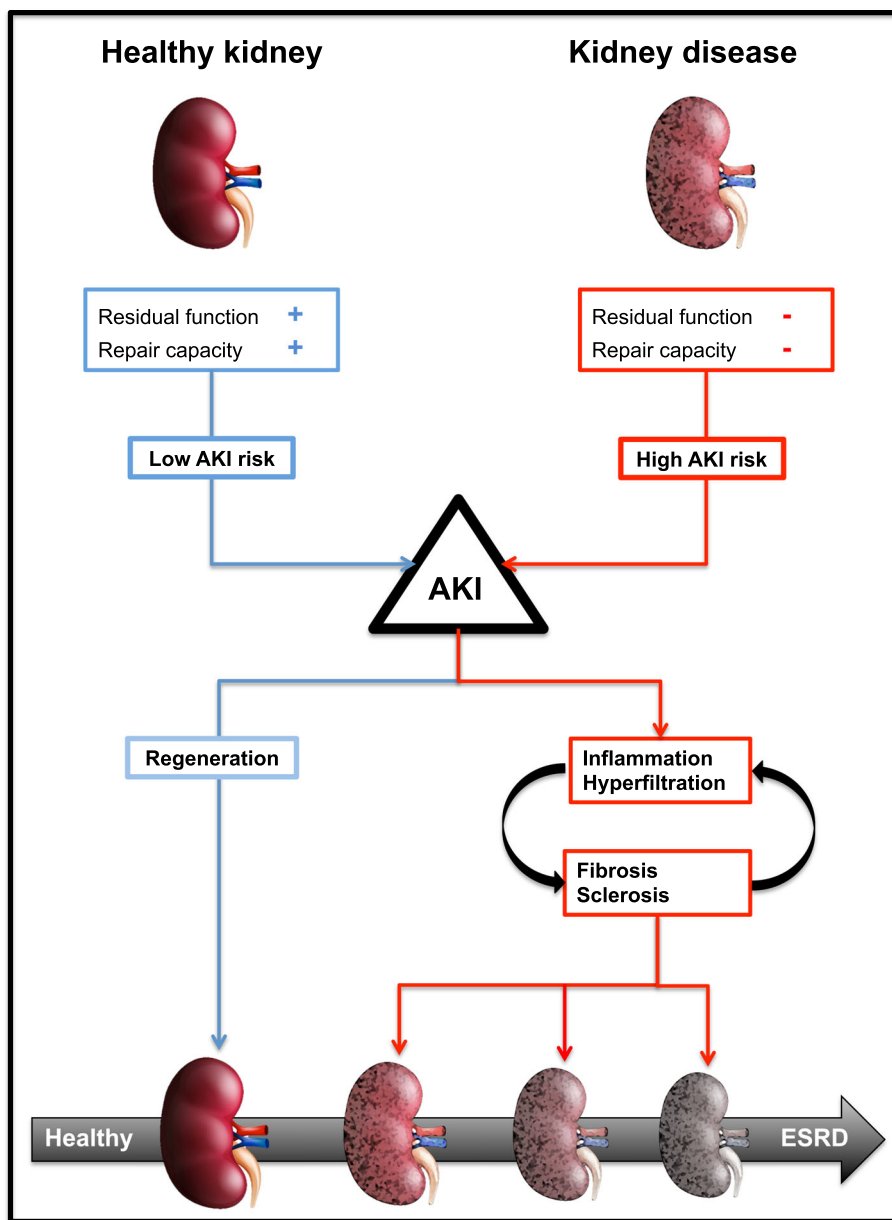 Healthy kidney
Kidney disease
Residual function +
Repair capacity +
Residual function -
Repair capacity -
Low AKI risk
High AKI risk
AKI
Regeneration
Inflammation
Hyperfiltration
Fibrosis
Sclerosis
Healthy
ESRD